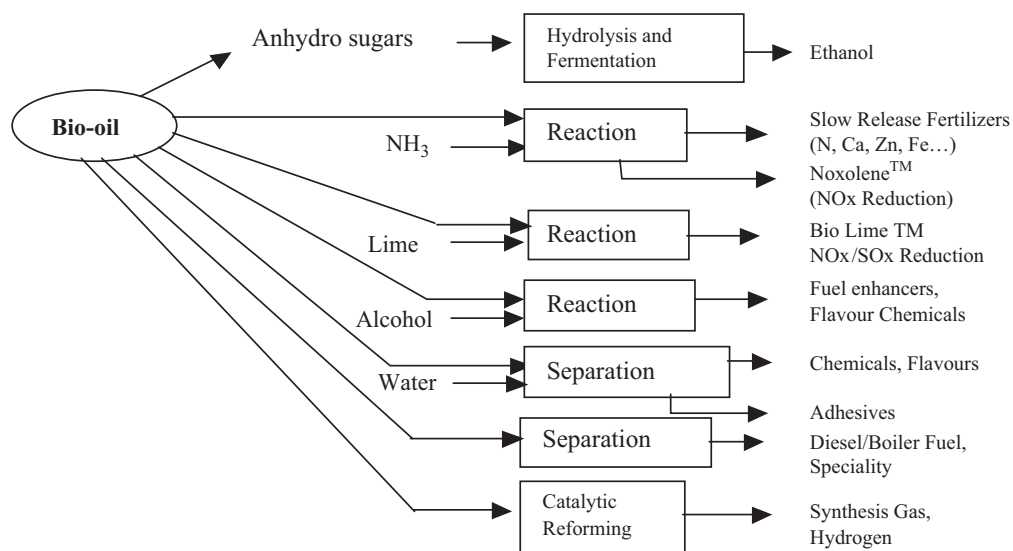 Anhydro sugars
Hydrolysis and
Fermentation
Ethanol
Bio-oil
NH₃
Reaction
Slow Release Fertilizers
(N, Ca, Zn, Fe…)
Noxolene™
(NOx Reduction)
Lime
Reaction
Bio Lime TM
NOx/SOx Reduction
Alcohol
Reaction
Fuel enhancers,
Flavour Chemicals
Water
Separation
Chemicals, Flavours
Adhesives
Separation
Diesel/Boiler Fuel,
Speciality
Catalytic
Reforming
Synthesis Gas,
Hydrogen